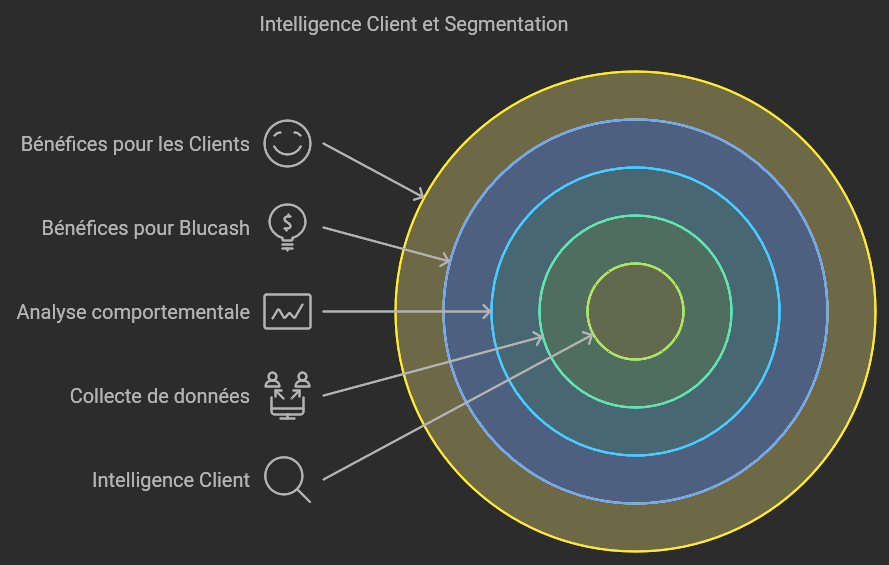 Intelligence Client et Segmentation
Bénéfices pour les Clients
Bénéfices pour Blucash
$
Analyse comportementale
Collecte de données
Intelligence Client